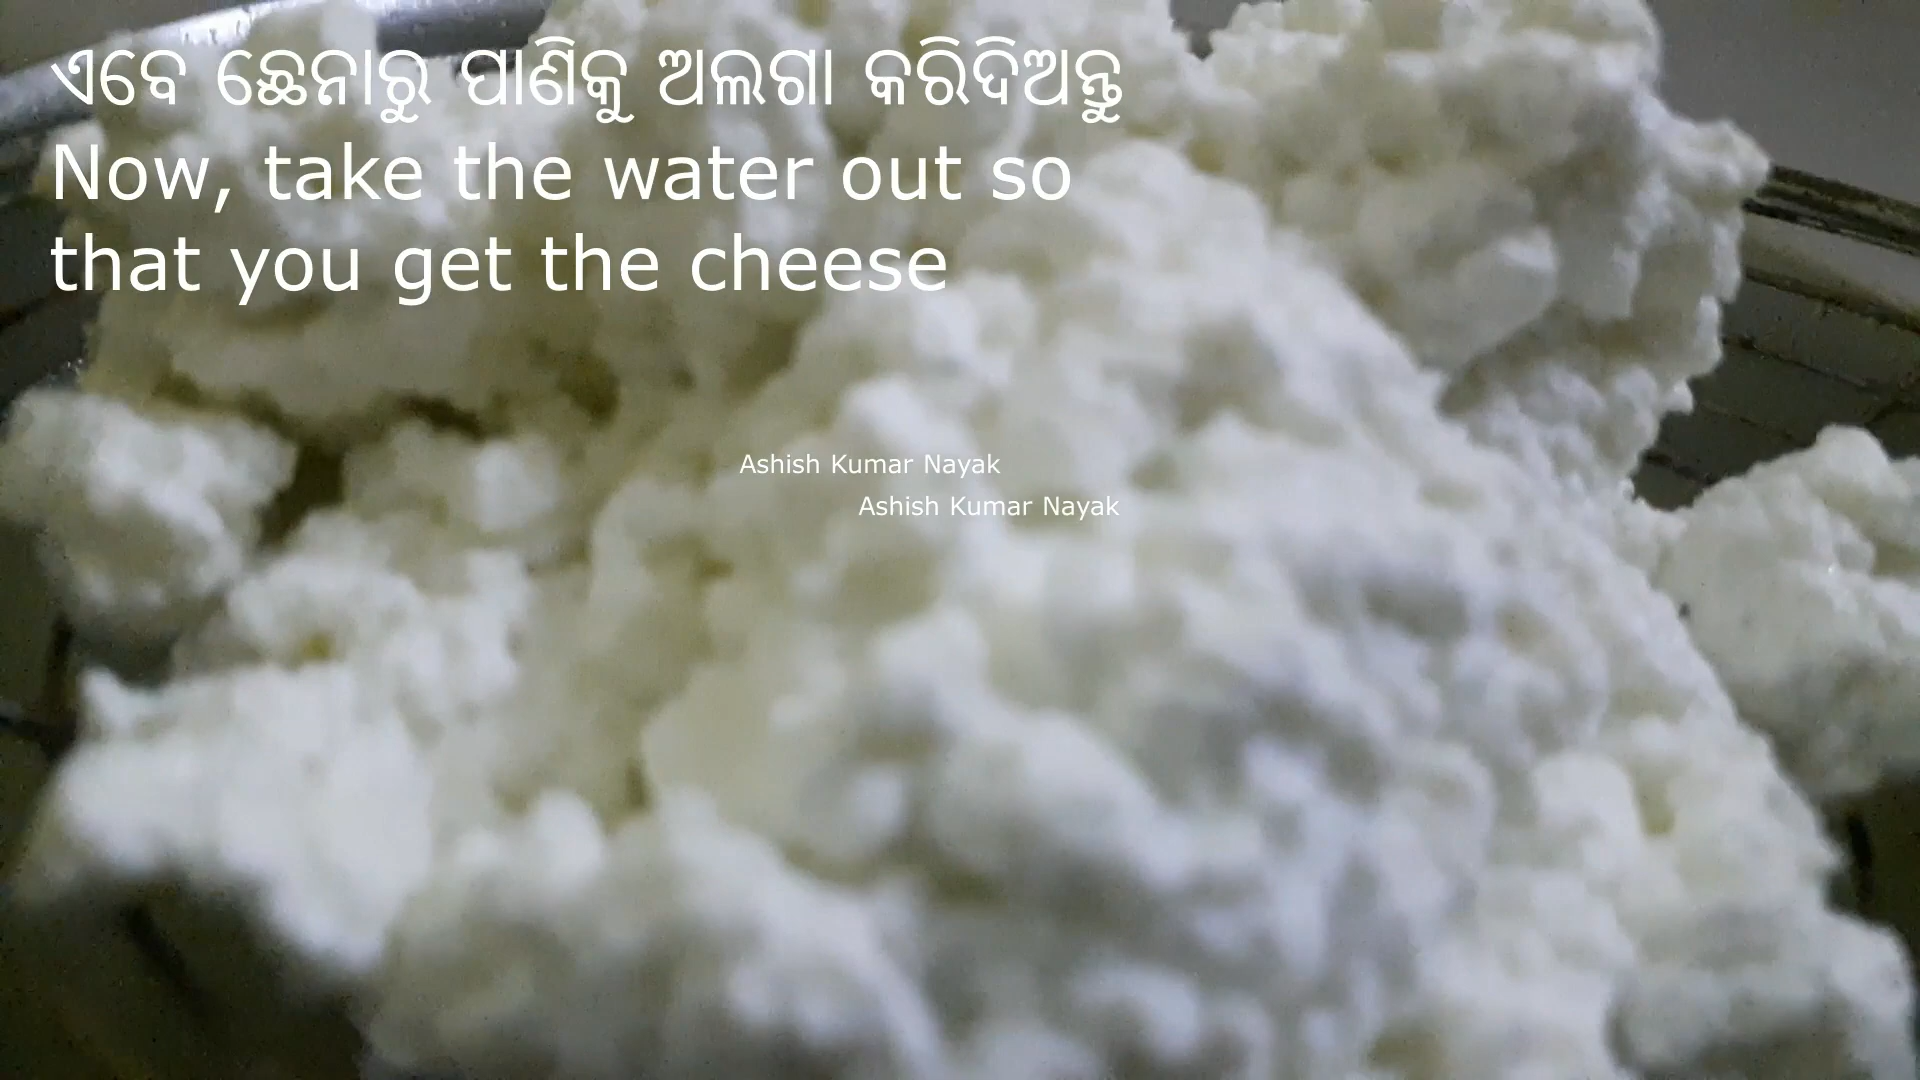 ଏବେ ଛେନାରୁ ପାଣିକୁ ଅଲଗା କରିଦିଅନ୍ତୁ
Now, take the water out so
that you get the cheese
Ashish Kumar Nayak
Ashish Kumar Nayak